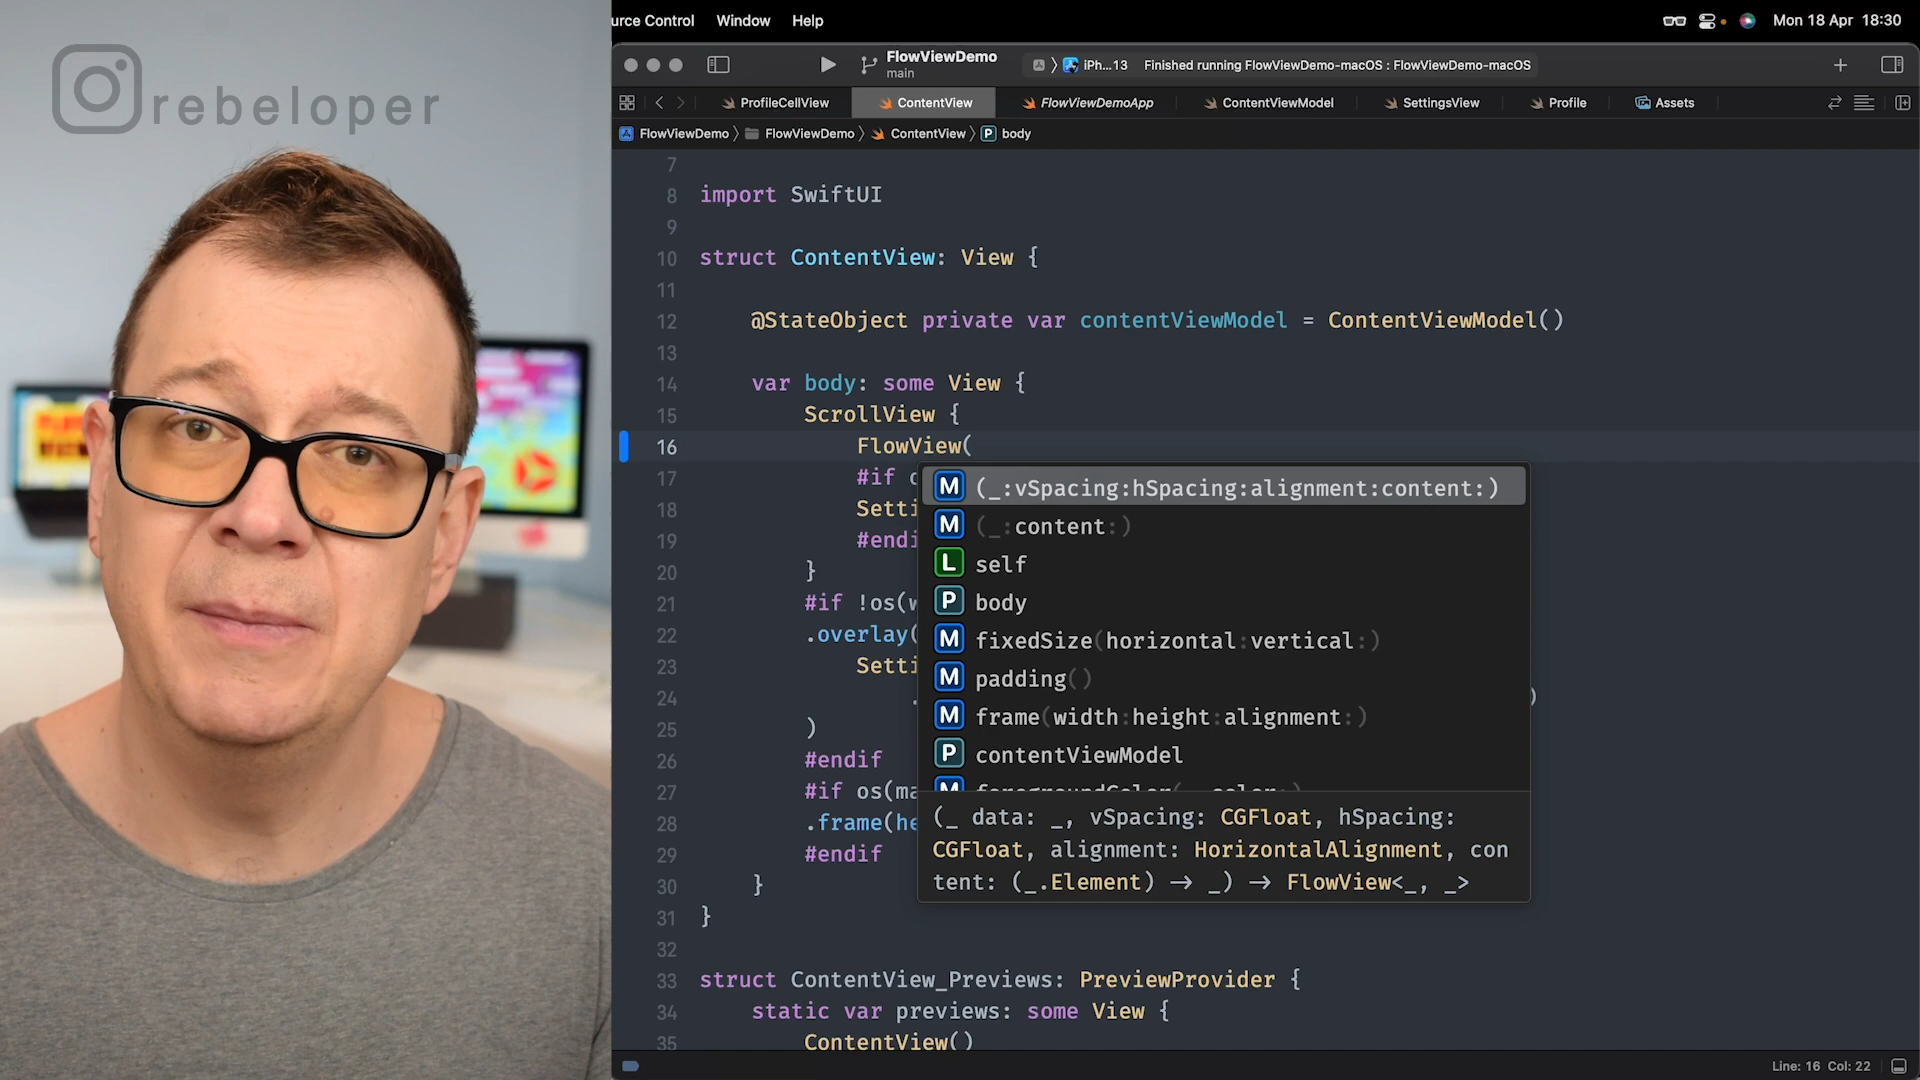 urce Control Window Help Mon 18 Apr 18:30
@rebeloper
FlowViewDemo
main
iPh...13 Finished running FlowViewDemo-macOS : FlowViewDemo-macOS
ProfileCellView ContentView FlowViewDemoApp ContentViewModel SettingsView Profile Assets
FlowViewDemo 〉 FlowViewDemo 〉 ContentView 〉 P body
7
8 import SwiftUI
9
10 struct ContentView: View {
11
12 @StateObject private var contentViewModel = ContentViewModel()
13
14 var body: some View {
15 ScrollView {
16 FlowView(
17 #if
18 Setti
19 #endi
20 }
21 #if !os(w
22 .overlay(
23 Setti
24 . )
25 )
26 #endif
27 #if os(ma
28 .frame(he
29 #endif
30 }
31 }
32
33 struct ContentView_Previews: PreviewProvider {
34 static var previews: some View {
35 ContentView()
M (_:vSpacing:hSpacing:alignment:content:)
M (_:content:)
L self
P body
M fixedSize(horizontal:vertical:)
M padding()
M frame(width:height:alignment:)
P contentViewModel
M foregroundColor(_ color:)
(_ data: _, vSpacing: CGFloat, hSpacing:
CGFloat, alignment: HorizontalAlignment, con
tent: (_.Element) -> _) -> FlowView<_, _>
Line: 16 Col: 22